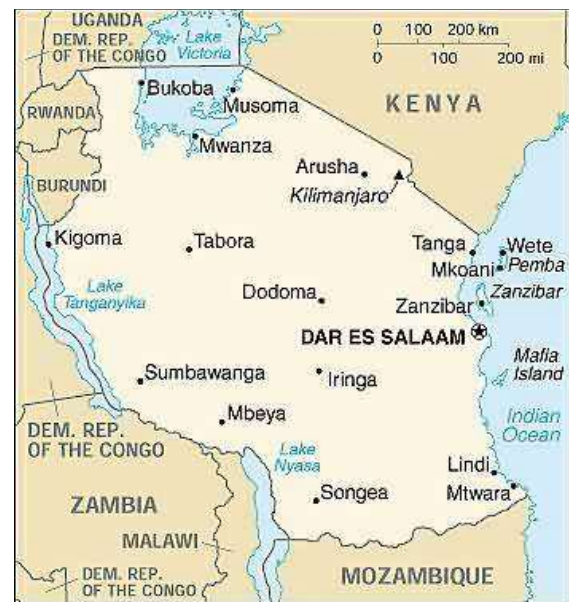 UGANDA
DEM. REP.
OF THE CONGO
Lake
Victoria
0 100 200 km
0 100 200 mi
Bukoba
Musoma
KENYA
RWANDA
Mwanza
Arusha
Kilimanjaro
BURUNDI
Kigoma
Tabora
Tanga
Wete
Mkoani
Pemba
Lake
Tanganyika
Dodoma
Zanzibar
Zanzibar
DAR ES SALAAM
Mafia
Island
Sumbawanga
Iringa
Mbeya
Indian
Ocean
DEM. REP.
OF THE CONGO
Lake
Nyasa
Lindi
Songea
Mtwara
ZAMBIA
MALAWI
DEM. REP.
OF THE CONGO
MOZAMBIQUE